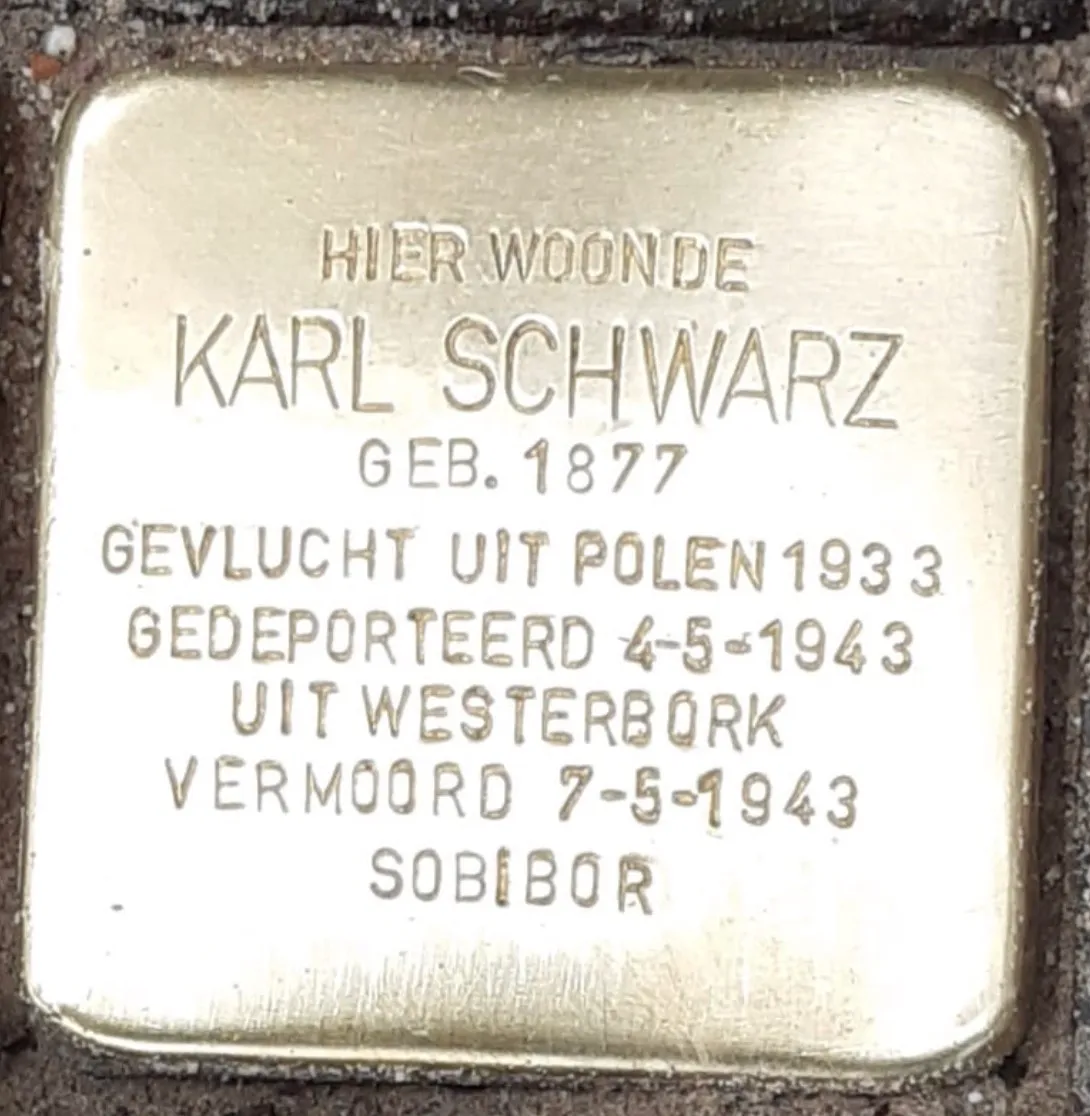 HIER WOONDE
KARL SCHWARZ
GEB. 1877
GEVLUCHT UIT POLEN 1933
GEDEPORTEERD 4-5-1943
UIT WESTERBORK
VERMOORD 7-5-1943
SOBIBOR